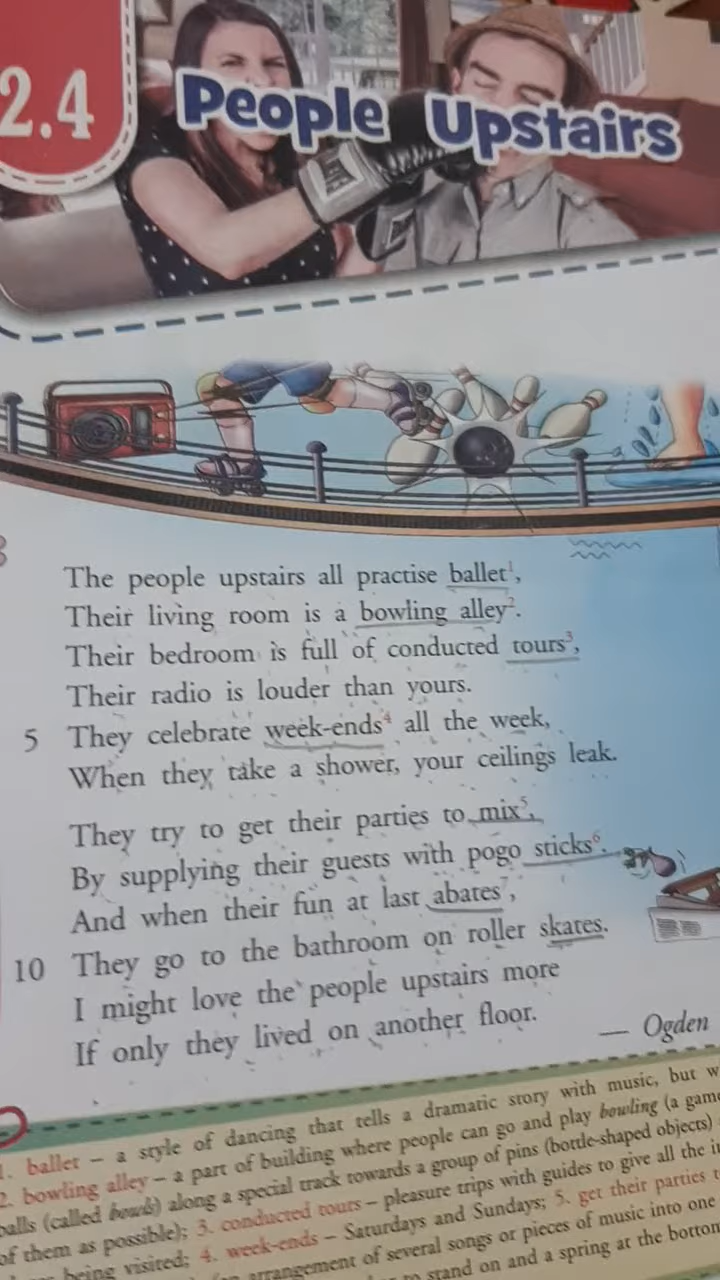 2.4
People Upstairs
The people upstairs all practise ballet1,
Their living room is a bowling alley2.
Their bedroom is full of conducted tours3,
Their radio is louder than yours.
5 They celebrate week-ends4 all the week,
When they take a shower, your ceilings leak.
They try to get their parties to mix5,
By supplying their guests with pogo sticks6.
And when their fun at last abates7,
10 They go to the bathroom on roller skates.
I might love the people upstairs more
If only they lived on another floor.
— Ogden
1. ballet – a style of dancing that tells a dramatic story with music, but
2. bowling alley – a part of building where people can go and play bowling (a game
balls (called bowls) along a special track towards a group of pins (bottle-shaped objects)
of them as possible); 3. conducted tours – pleasure trips with guides to give all the
being visited; 4. week-ends – Saturdays and Sundays; 5. get their parties
arrangement of several songs or pieces of music into one
to stand on and a spring at the bottom